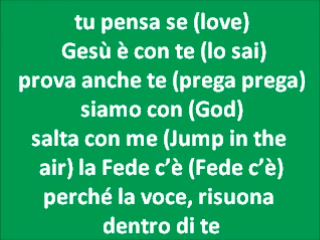 tu pensa se (love)
Gesù è con te (lo sai)
prova anche te (prega prega)
siamo con (God)
salta con me (Jump in the
air) la Fede c’è (Fede c’è)
perché la voce, risuona
dentro di te